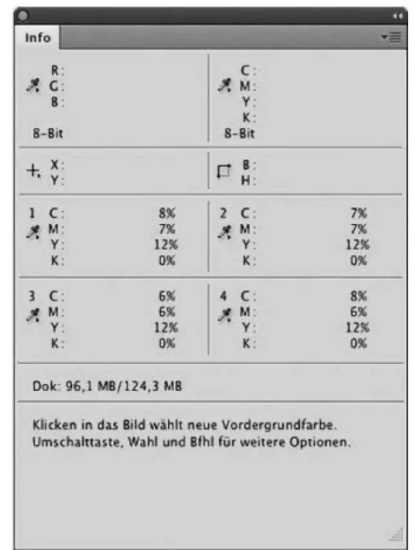 Info
R: C:
G: M:
B: Y:
K:
8-Bit 8-Bit
X: B:
Y: H:
1 C: 8% 2 C: 7%
M: 7% M: 7%
Y: 12% Y: 12%
K: 0% K: 0%
3 C: 6% 4 C: 8%
M: 6% M: 6%
Y: 12% Y: 12%
K: 0% K: 0%
Dok: 96,1 MB/124,3 MB
Klicken in das Bild wählt neue Vordergrundfarbe.
Umschalttaste, Wahl und Bfhl für weitere Optionen.